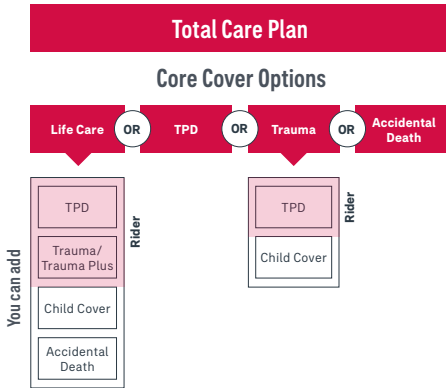 Total Care Plan
Core Cover Options
Life Care
OR
TPD
OR
Trauma
OR
Accidental
Death
You can add
TPD
Trauma/
Trauma Plus
Rider
Child Cover
Accidental
Death
TPD
Rider
Child Cover